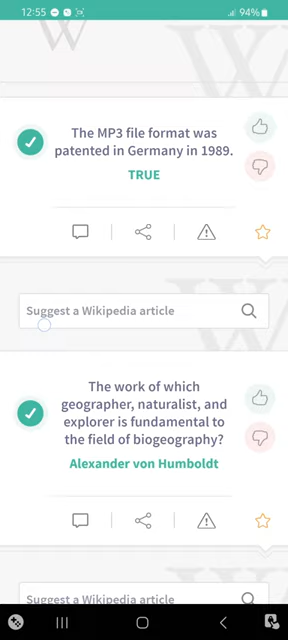 12:55
94%
The MP3 file format was
patented in Germany in 1989.
TRUE
Suggest a Wikipedia article
The work of which
geographer, naturalist, and
explorer is fundamental to
the field of biogeography?
Alexander von Humboldt
Suggest a Wikipedia article